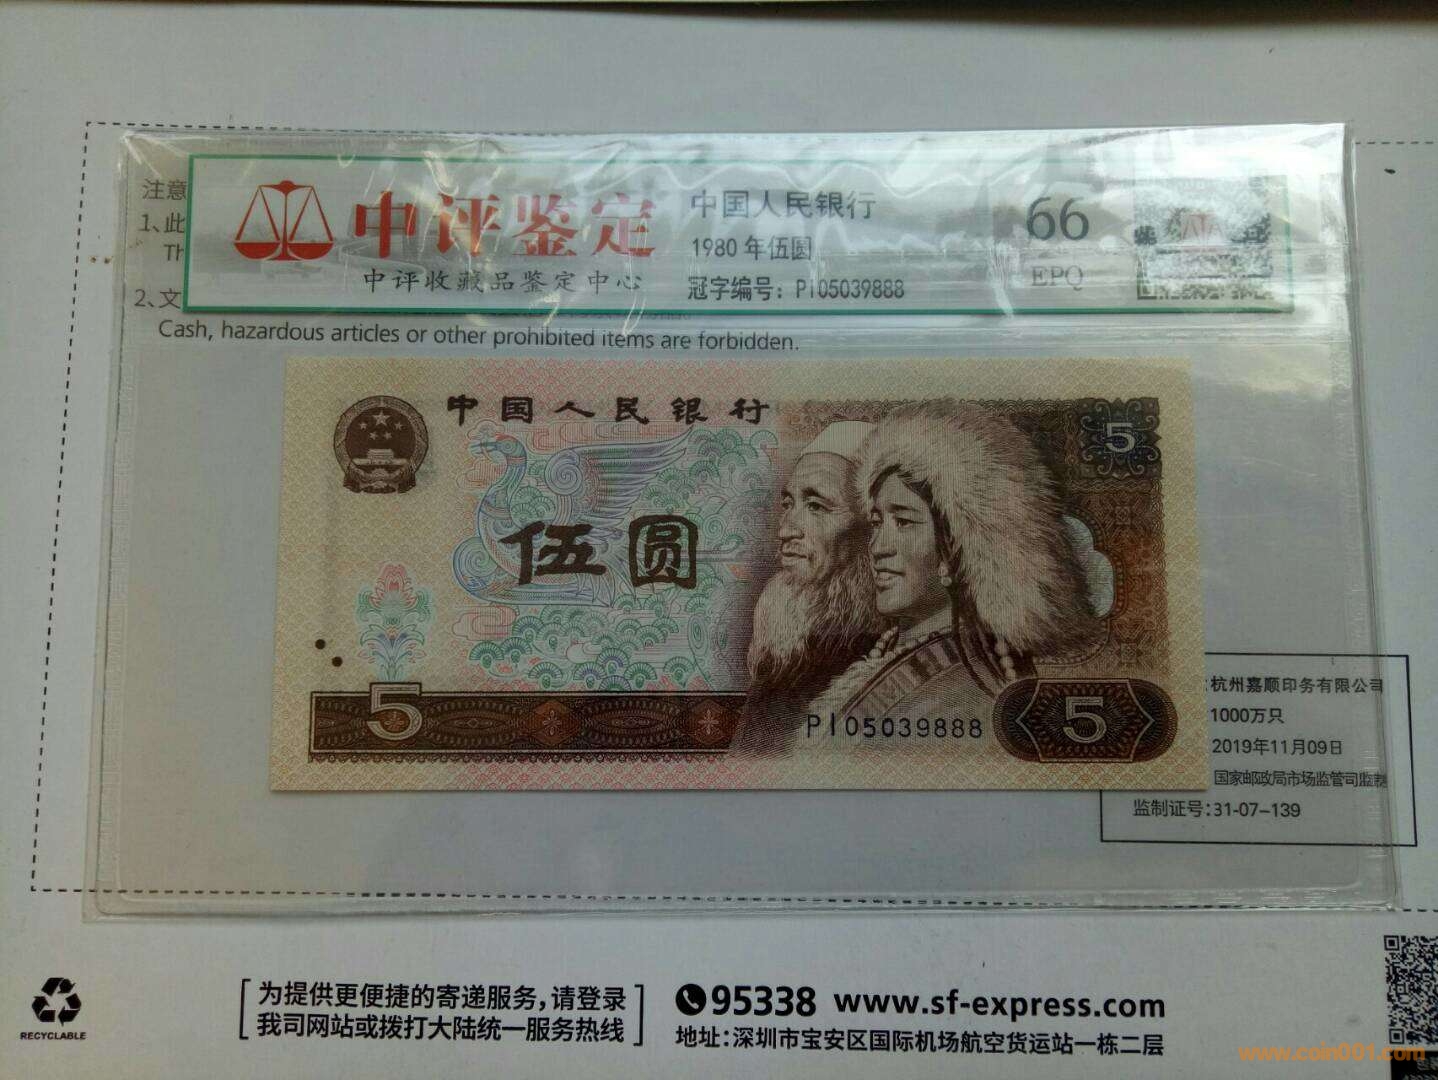 注意
1、此
Th
2、文
Cash, hazardous articles or other prohibited items are forbidden.
中评鉴定
中评收藏品鉴定中心
中国人民银行
1980 年伍圆
冠字编号: PI05039888
66
EPQ
中国人民银行
5
伍圆
5
PI05039888
5
杭州嘉顺印务有限公司
1000万只
2019年11月09日
国家邮政局市场监管司监制
监制证号:31-07-139
RECYCLABLE
为提供更便捷的寄递服务,请登录
我司网站或拨打大陆统一服务热线
95338 www.sf-express.com
地址:深圳市宝安区国际机场航空货运站一栋二层
www.coin001.com